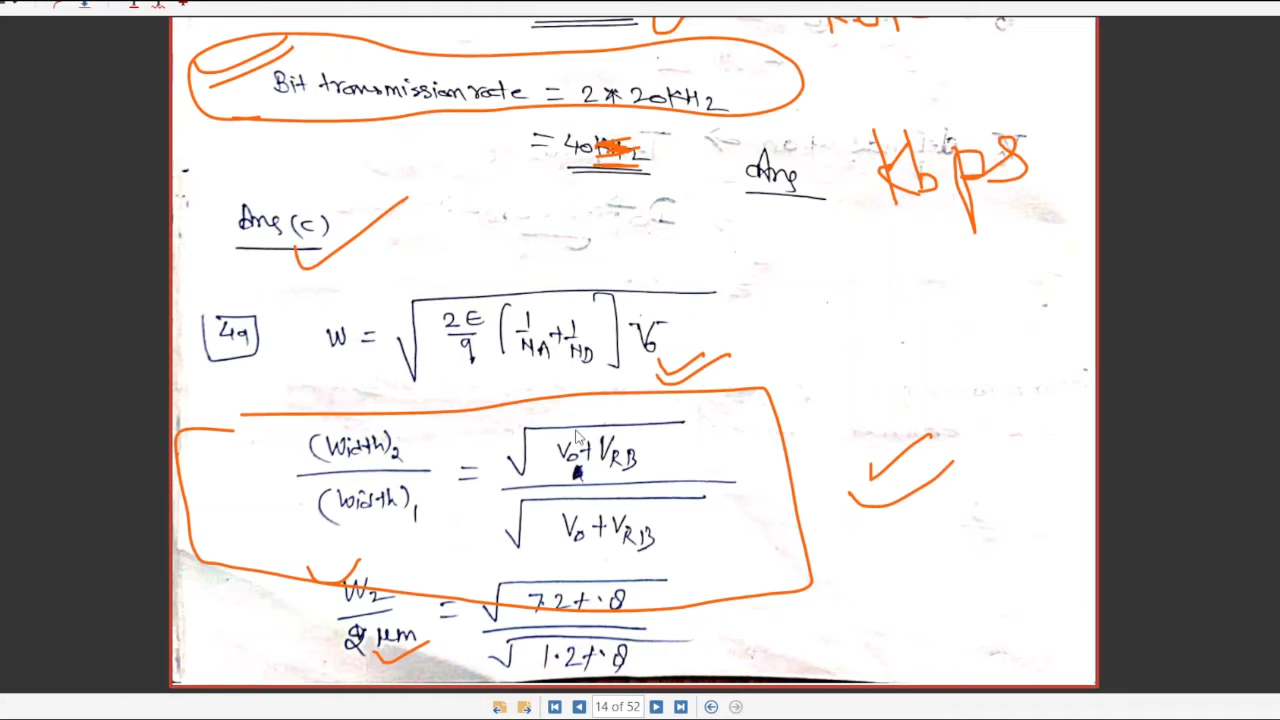 Bit transmission rate = 2 * 20KHz
= 40
Kbps
Ans
Ans (c)
49
W = √ 2ε/q [ 1/NA + 1/ND ] V0
(Width)2 / (Width)1 = √ V0 + VRB / √ V0 + VRB
W2 / 2 μm = √ 7.2 + .8 / √ 1.2 + .8
14 of 52